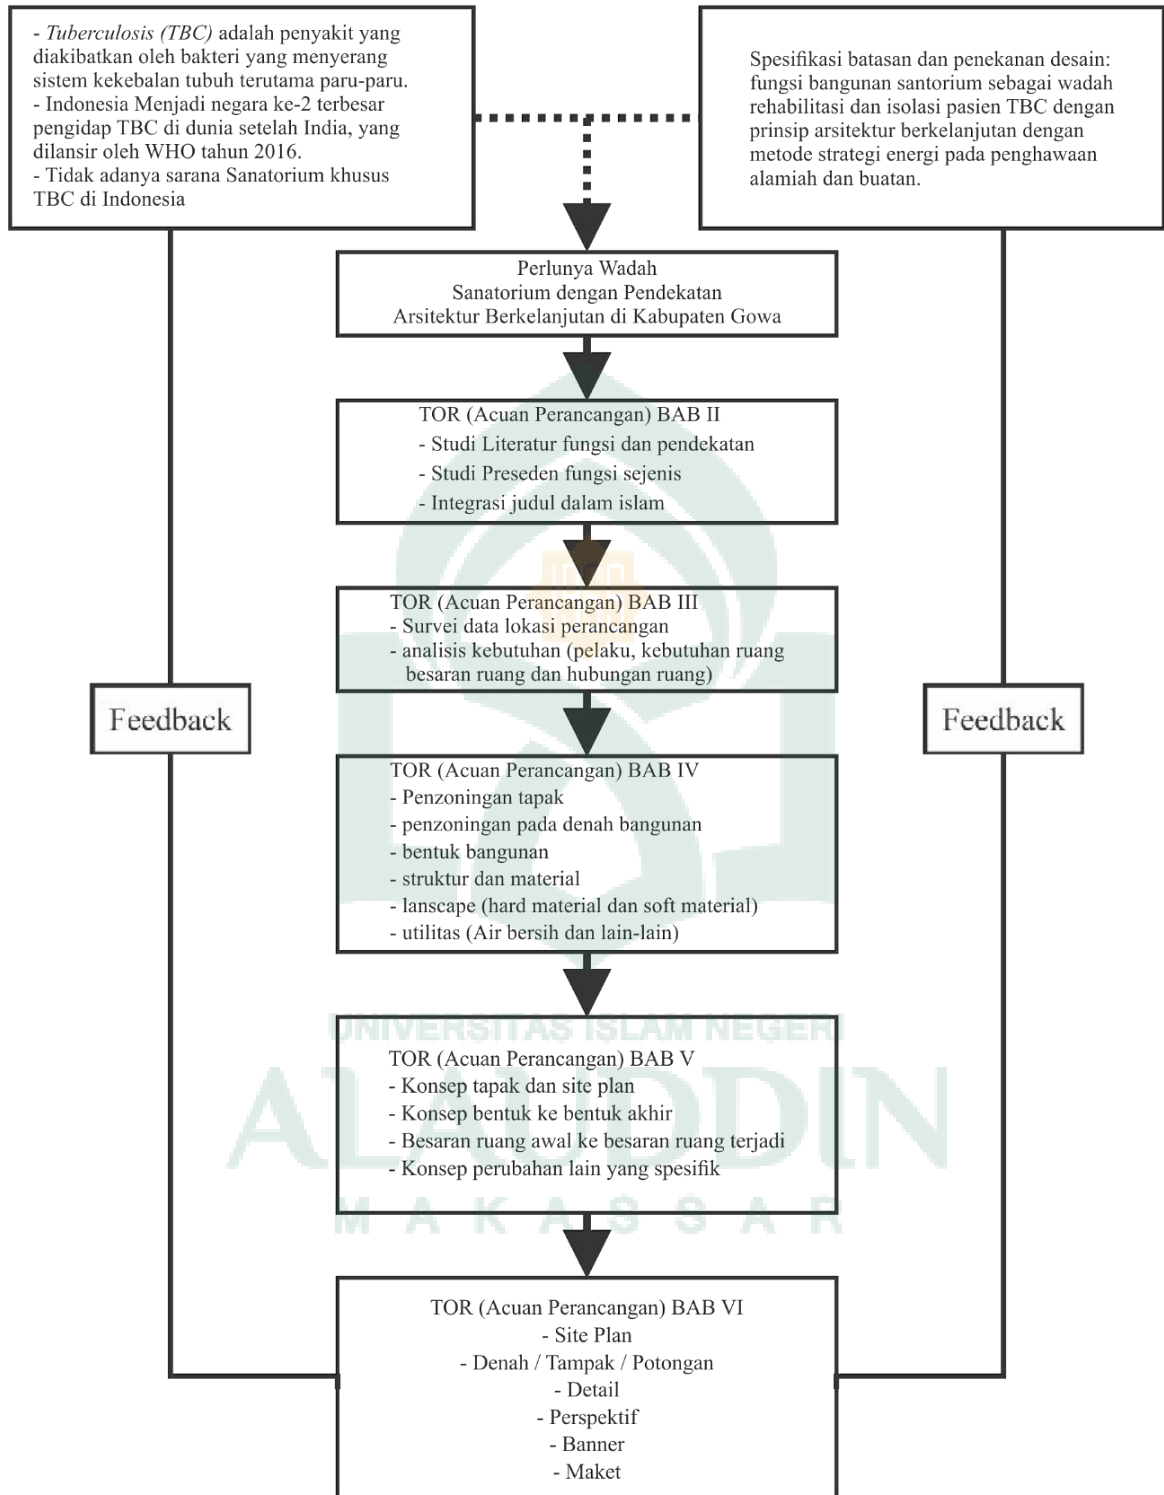 - Tuberculosis (TBC) adalah penyakit yang
diakibatkan oleh bakteri yang menyerang
sistem kekebalan tubuh terutama paru-paru.
- Indonesia Menjadi negara ke-2 terbesar
pengidap TBC di dunia setelah India, yang
dilansir oleh WHO tahun 2016.
- Tidak adanya sarana Sanatorium khusus
TBC di Indonesia
Spesifikasi batasan dan penekanan desain:
fungsi bangunan santorium sebagai wadah
rehabilitasi dan isolasi pasien TBC dengan
prinsip arsitektur berkelanjutan dengan
metode strategi energi pada penghawaan
alamiah dan buatan.
Perlunya Wadah
Sanatorium dengan Pendekatan
Arsitektur Berkelanjutan di Kabupaten Gowa
TOR (Acuan Perancangan) BAB II
- Studi Literatur fungsi dan pendekatan
- Studi Preseden fungsi sejenis
- Integrasi judul dalam islam
TOR (Acuan Perancangan) BAB III
- Survei data lokasi perancangan
- analisis kebutuhan (pelaku, kebutuhan ruang
besaran ruang dan hubungan ruang)
Feedback
Feedback
TOR (Acuan Perancangan) BAB IV
- Penzoningan tapak
- penzoningan pada denah bangunan
- bentuk bangunan
- struktur dan material
- lanscape (hard material dan soft material)
- utilitas (Air bersih dan lain-lain)
UNIVERSITAS ISLAM NEGERI
ALAUDDIN
MAKASSAR
TOR (Acuan Perancangan) BAB V
- Konsep tapak dan site plan
- Konsep bentuk ke bentuk akhir
- Besaran ruang awal ke besaran ruang terjadi
- Konsep perubahan lain yang spesifik
TOR (Acuan Perancangan) BAB VI
- Site Plan
- Denah / Tampak / Potongan
- Detail
- Perspektif
- Banner
- Maket